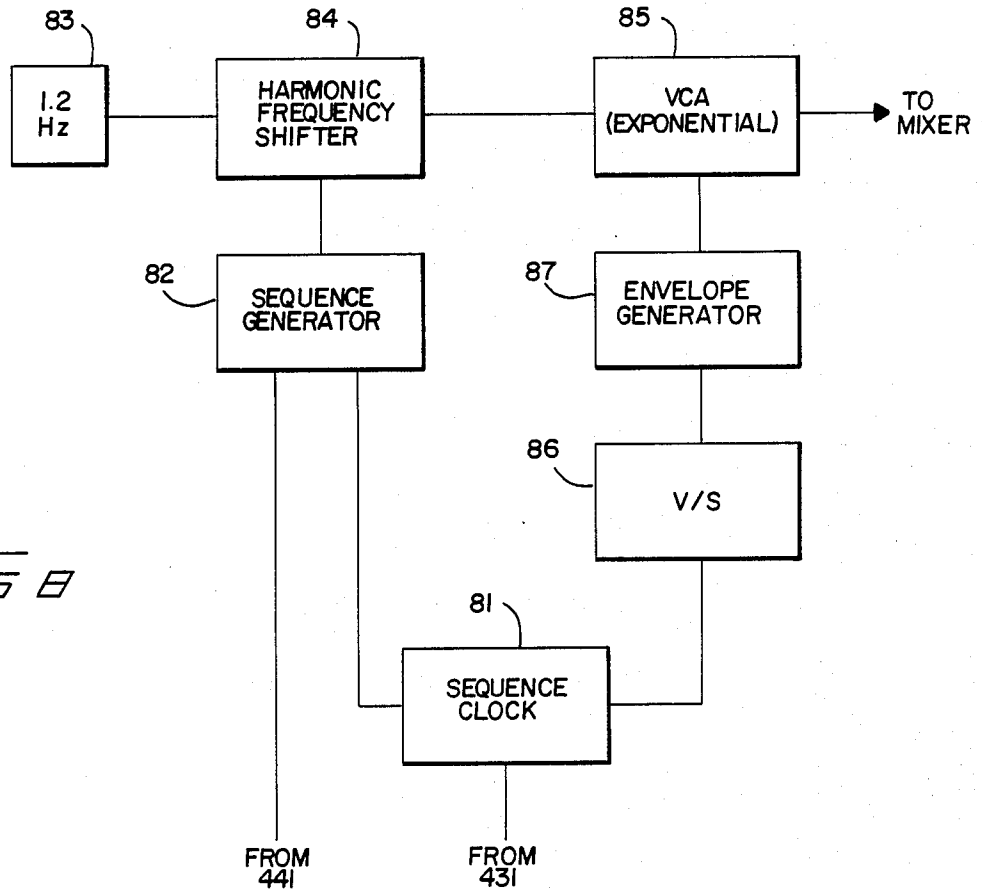 83
84
85
1.2
Hz
HARMONIC
FREQUENCY
SHIFTER
VCA
(EXPONENTIAL)
TO
MIXER
82
SEQUENCE
GENERATOR
87
ENVELOPE
GENERATOR
86
V/S
8
81
SEQUENCE
CLOCK
FROM
441
FROM
431